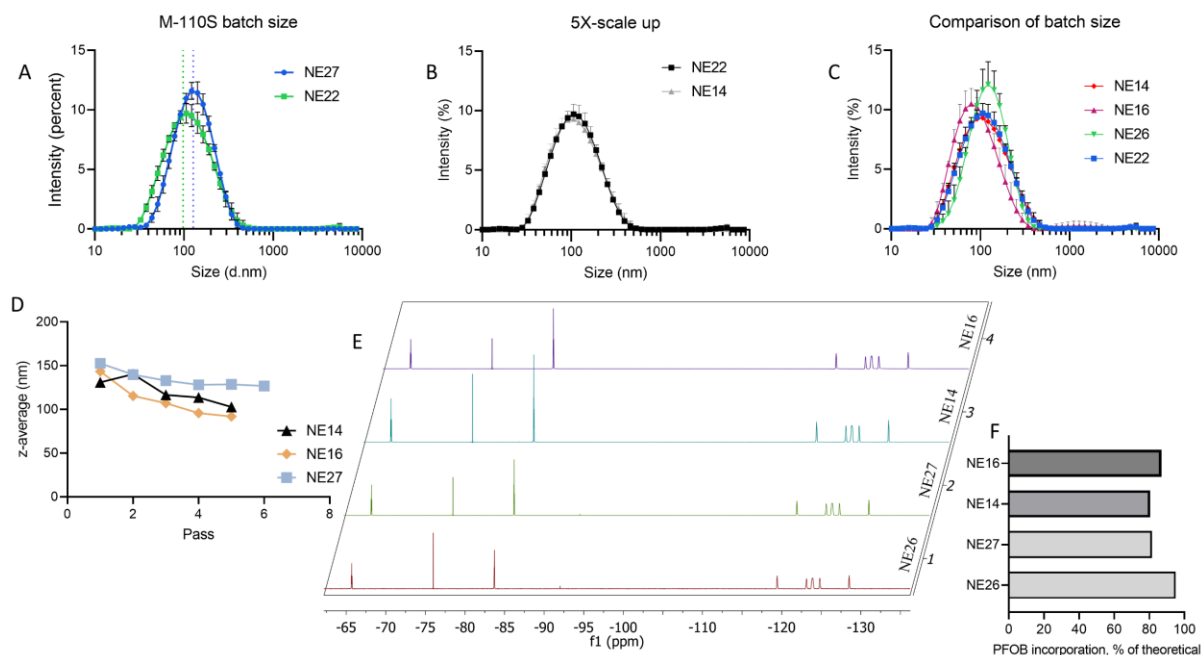 M-110S batch size
A
Intensity (percent)
15
10
5
0
10
100
1000
10000
Size (d.nm)
NE27
NE22
5X-scale up
B
Intensity (%)
15
10
5
0
10
100
1000
10000
Size (nm)
NE22
NE14
Comparison of batch size
C
Intensity (%)
15
10
5
0
10
100
1000
10000
Size (nm)
NE14
NE16
NE26
NE22
D
z-average (nm)
200
150
100
50
0
0
2
4
6
8
Pass
NE14
NE16
NE27
E
NE16
4
NE14
3
NE27
2
NE26
1
-65
-70
-75
-80
-85
-90
-95
-100
-105
-110
-115
-120
-125
-130
f1 (ppm)
F
NE16
NE14
NE27
NE26
0
20
40
60
80
100
PFOB incorporation, % of theoretical